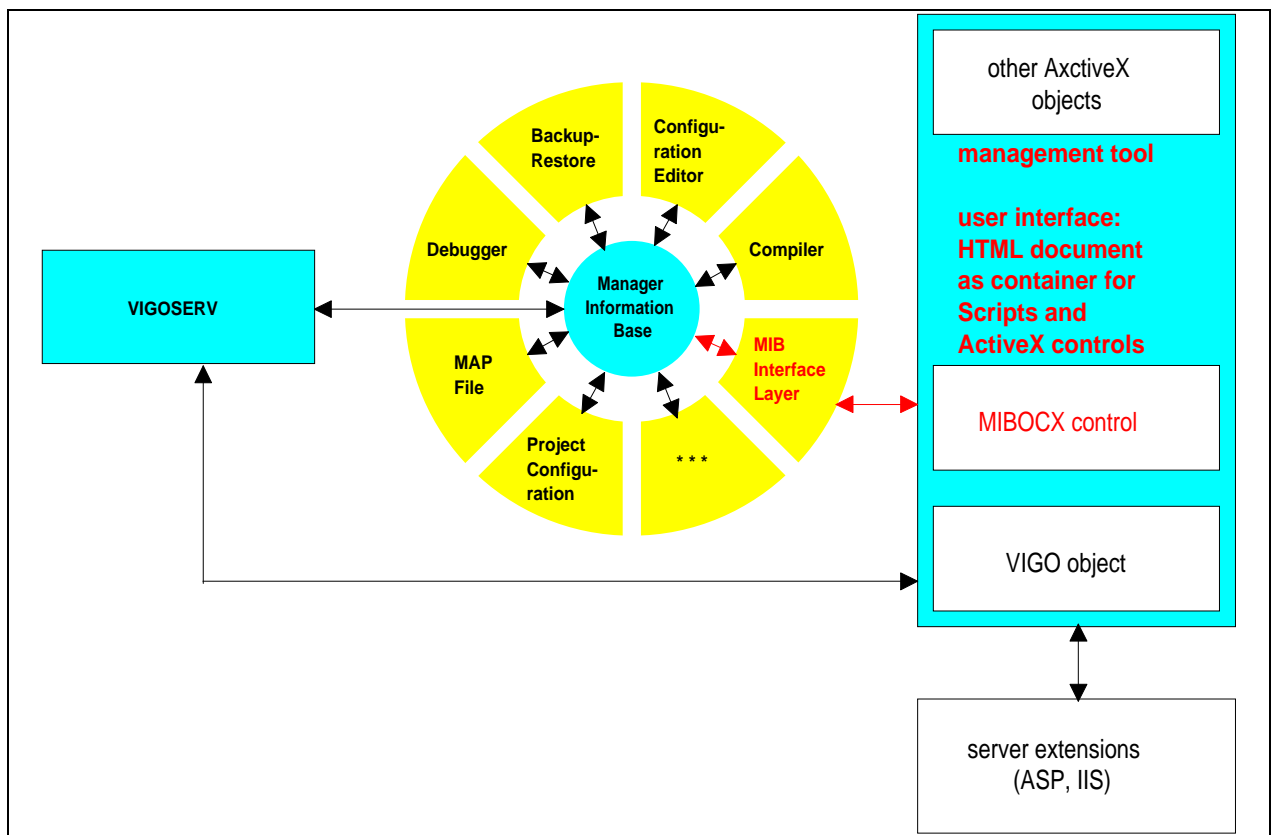 other AxctiveX
objects
management tool
user interface:
HTML document
as container for
Scripts and
ActiveX controls
MIBOCX control
VIGO object
server extensions
(ASP, IIS)
Backup-
Restore
Configu-
ration
Editor
Debugger
Compiler
Manager
Information
Base
VIGOSERV
MAP
File
MIB
Interface
Layer
Project
Configu-
ration
* * *